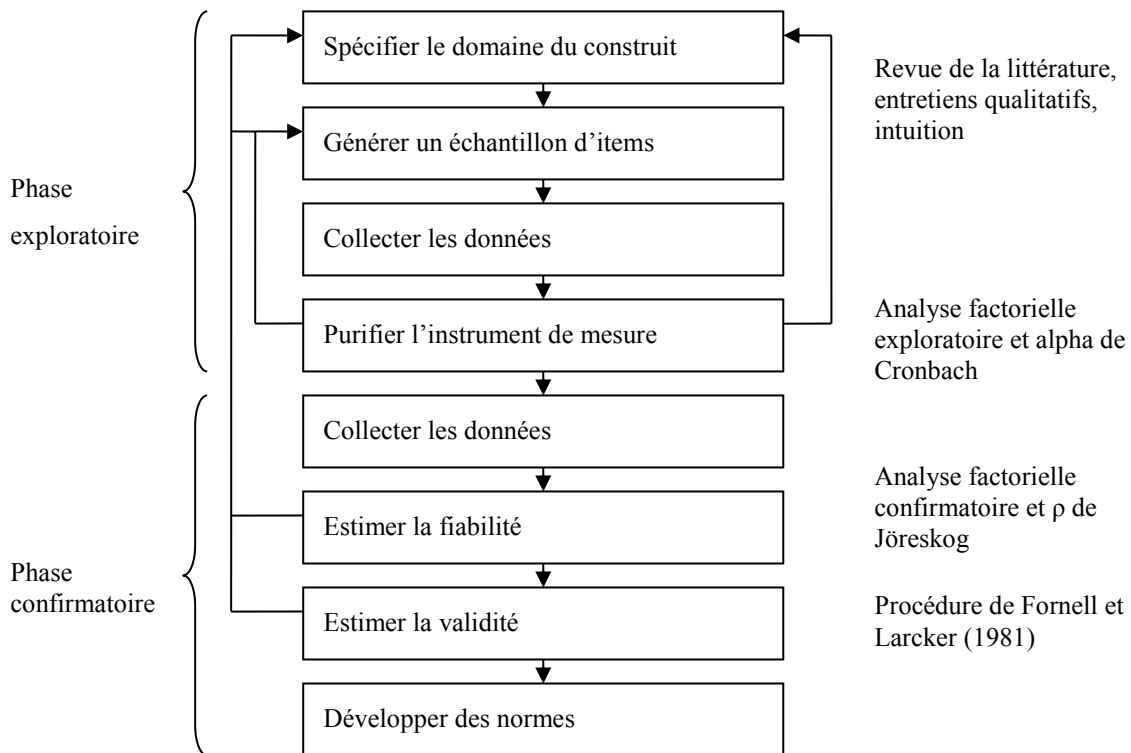 Spécifier le domaine du construit
Revue de la littérature,
entretiens qualitatifs,
intuition
Générer un échantillon d’items
Phase
exploratoire
Collecter les données
Purifier l’instrument de mesure
Analyse factorielle
exploratoire et alpha de
Cronbach
Collecter les données
Analyse factorielle
confirmatoire et ρ de
Jöreskog
Estimer la fiabilité
Phase
confirmatoire
Estimer la validité
Procédure de Fornell et
Larcker (1981)
Développer des normes